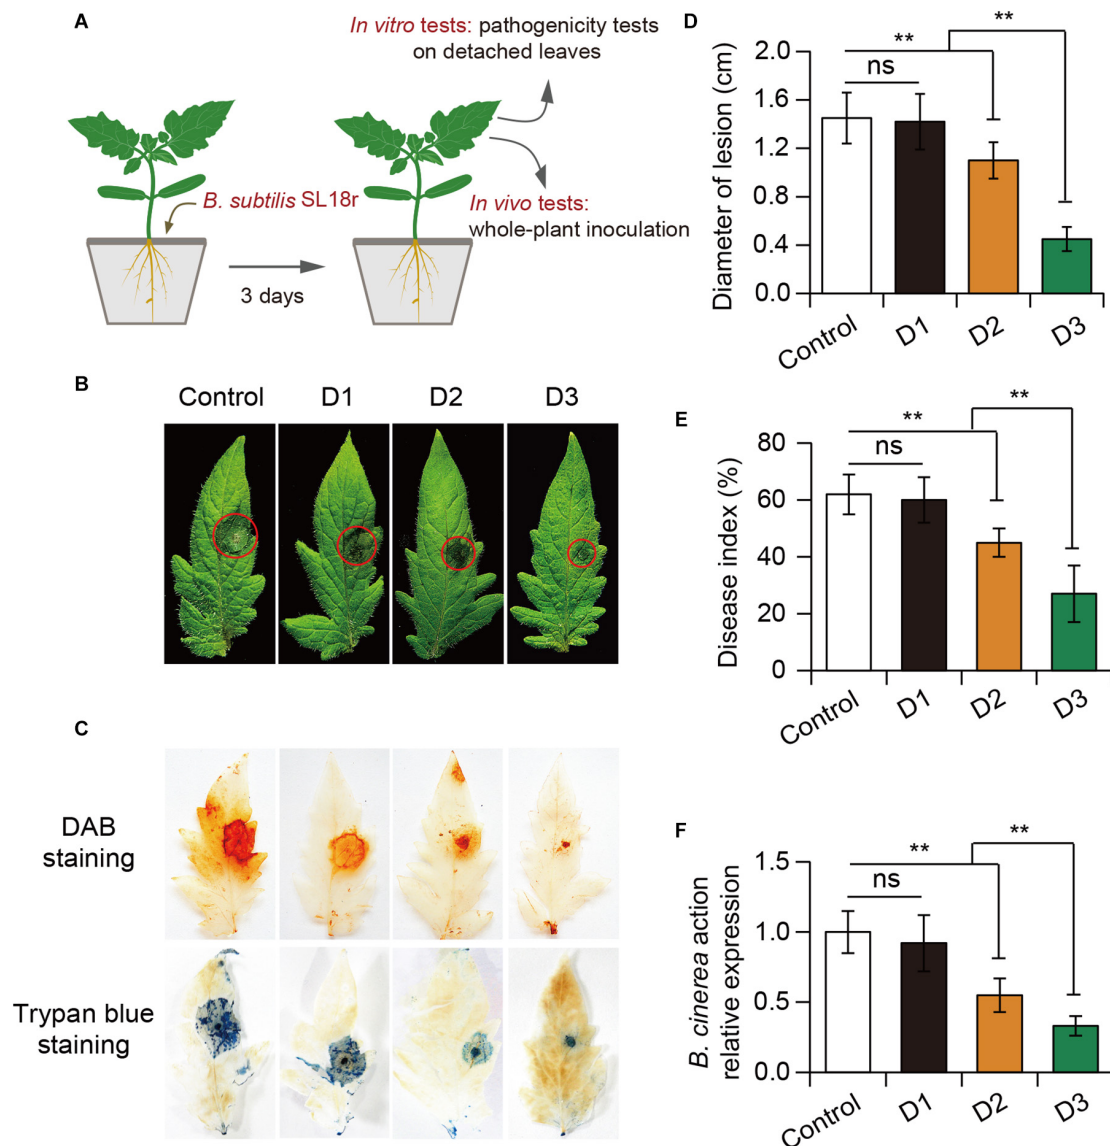 A
In vitro tests: pathogenicity tests
on detached leaves
B. subtilis SL18r
In vivo tests:
whole-plant inoculation
3 days
B
Control D1 D2 D3
C
DAB
staining
Trypan blue
staining
D
**
**
ns
Diameter of lesion (cm)
2.0
1.6
1.2
0.8
0.4
0.0
Control D1 D2 D3
E
**
**
ns
Disease index (%)
80
60
40
20
0
Control D1 D2 D3
F
**
**
ns
B. cinerea action
relative expression
1.5
1.0
0.5
0.0
Control D1 D2 D3